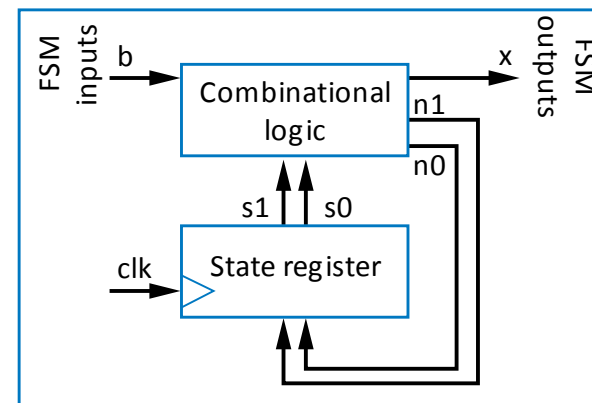 FSM
inputs
b
Combinational
logic
x
FSM
outputs
n1
n0
s1 s0
clk
State register